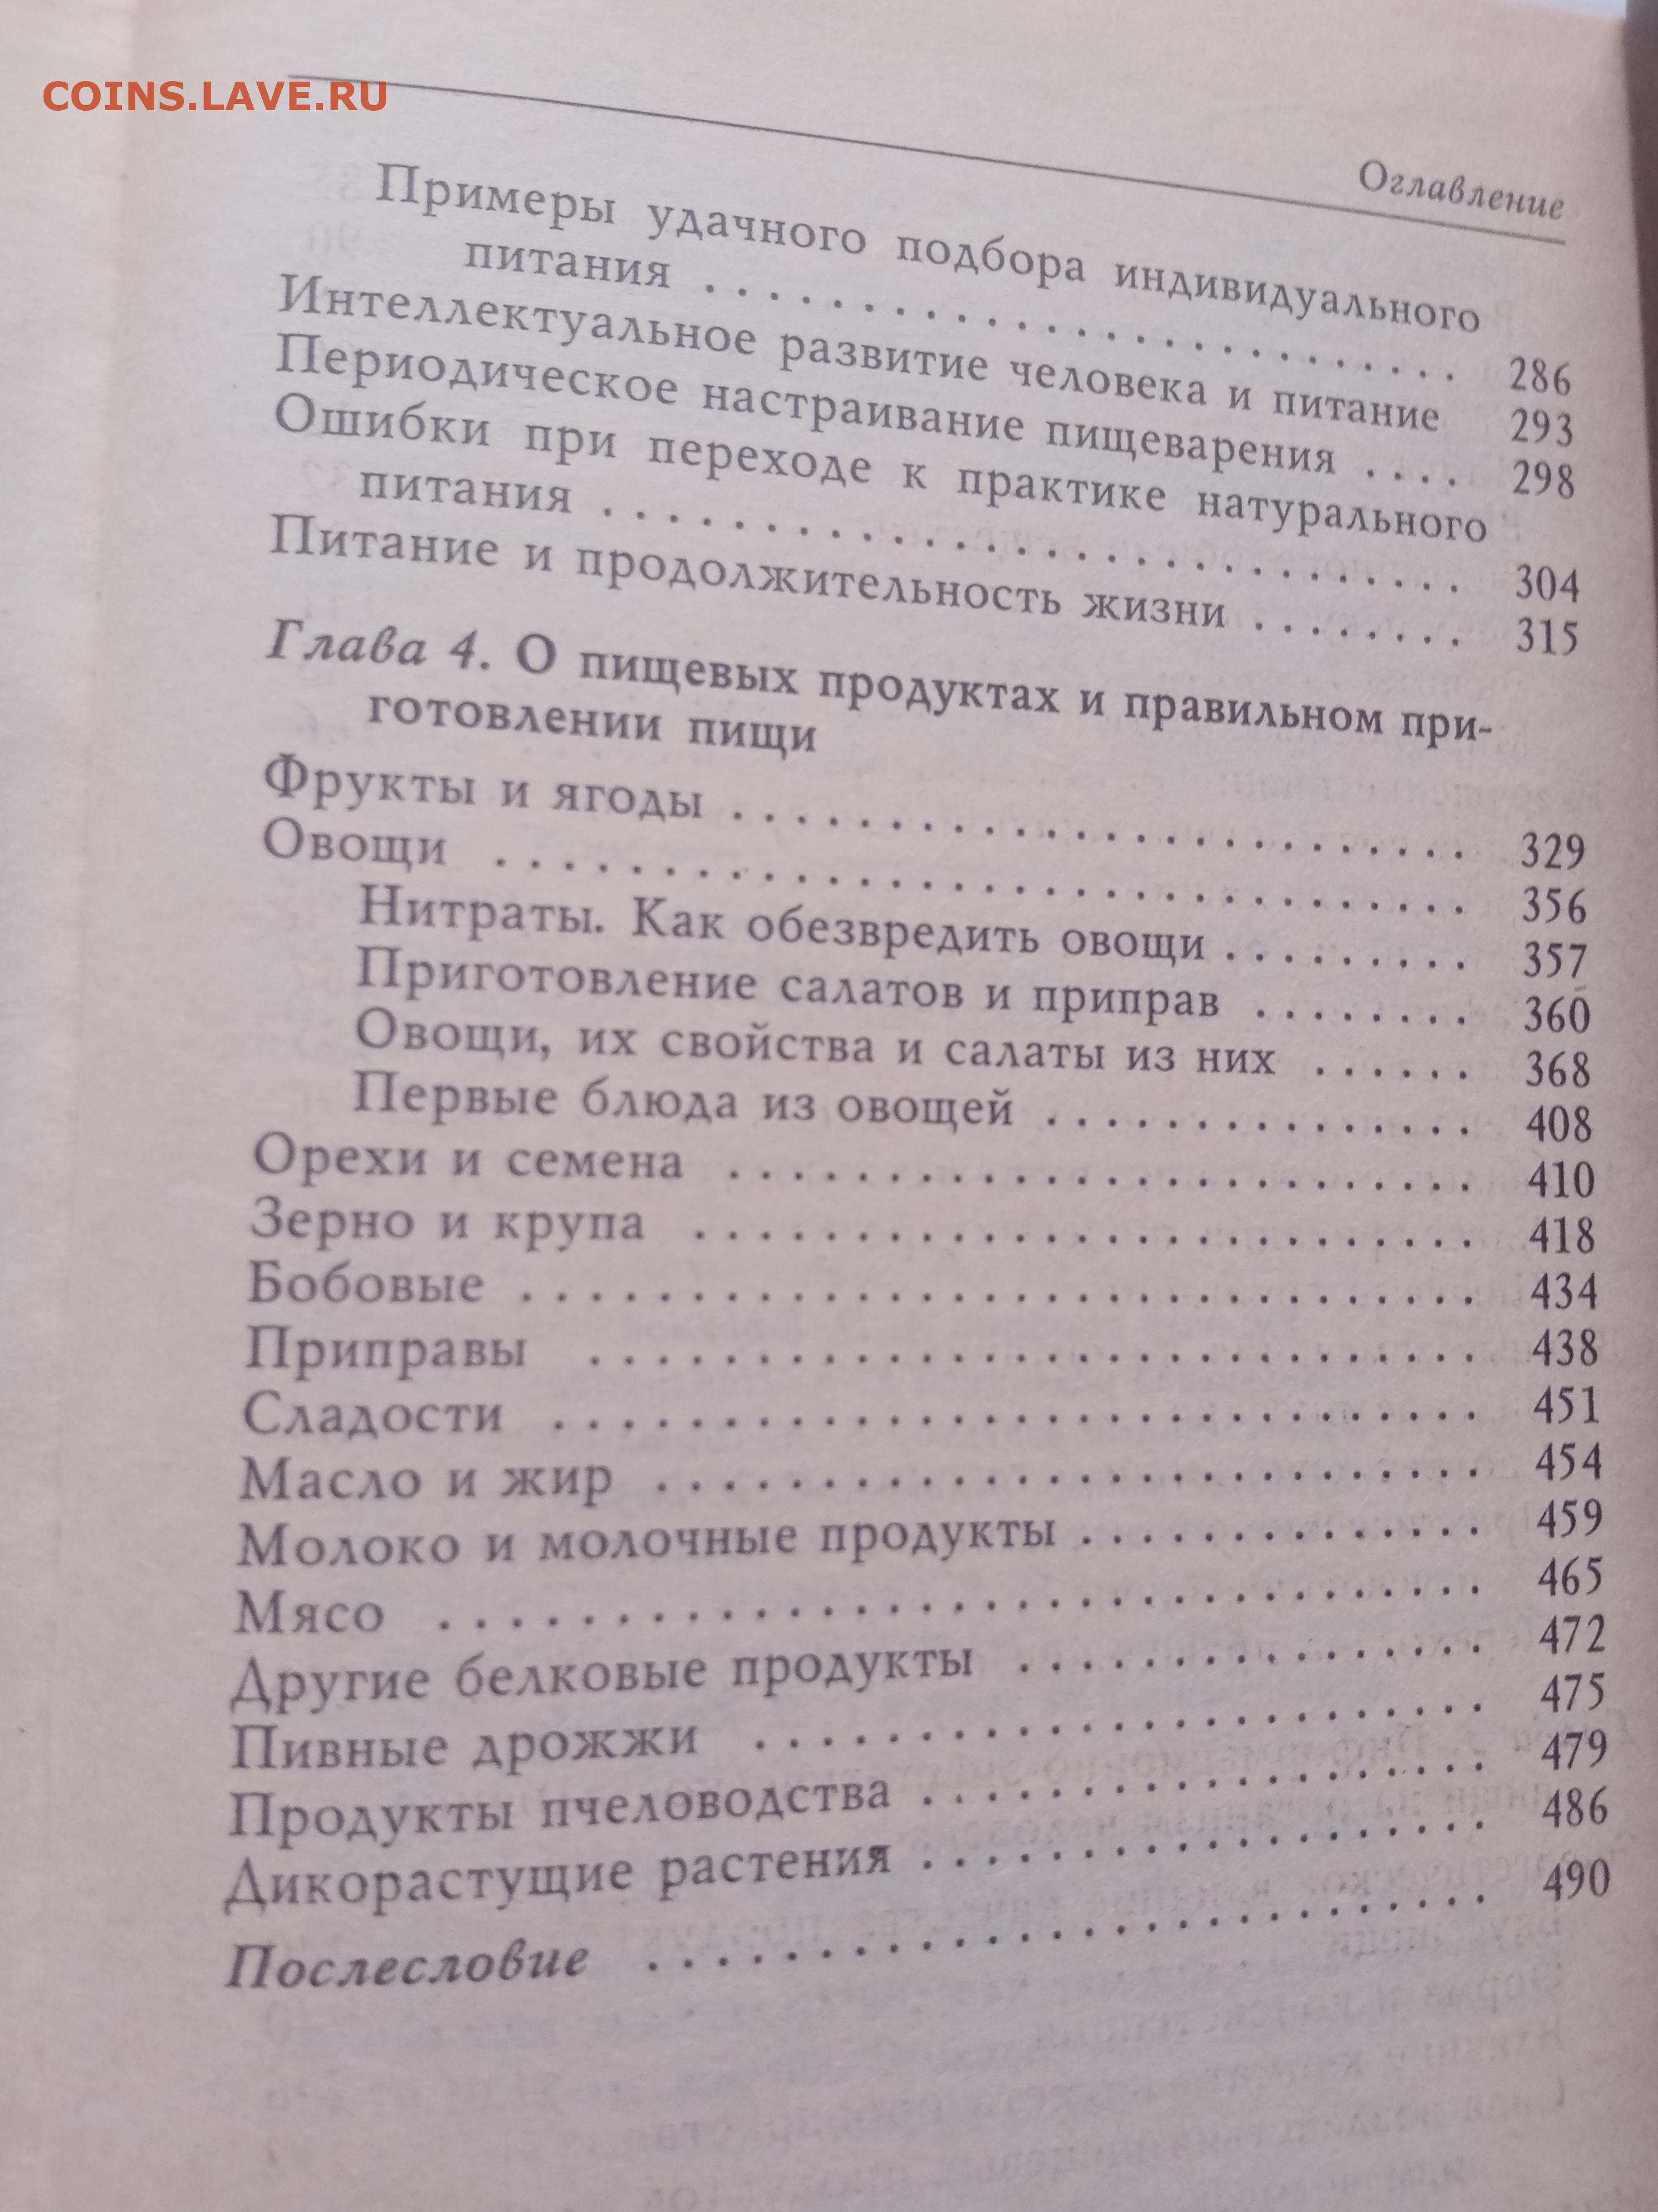 COINS.LAVE.RU
Оглавление
Примеры удачного подбора индивидуального
питания . . . . . . . . . . . . . . . . . . . . . . . . 286
Интеллектуальное развитие человека и питание 293
Периодическое настраивание пищеварения . . . . 298
Ошибки при переходе к практике натурального
питания . . . . . . . . . . . . . . . . . . . . . . . . . . . 304
Питание и продолжительность жизни . . . . . . . . 315
Глава 4. О пищевых продуктах и правильном при-
готовлении пищи
Фрукты и ягоды . . . . . . . . . . . . . . . . . . . . . . . . 329
Овощи . . . . . . . . . . . . . . . . . . . . . . . . . . . . . 356
Нитраты. Как обезвредить овощи . . . . . . . . . 357
Приготовление салатов и приправ . . . . . . . . 360
Овощи, их свойства и салаты из них . . . . . . 368
Первые блюда из овощей . . . . . . . . . . . . . . 408
Орехи и семена . . . . . . . . . . . . . . . . . . . . . . . 410
Зерно и крупа . . . . . . . . . . . . . . . . . . . . . . . . 418
Бобовые . . . . . . . . . . . . . . . . . . . . . . . . . . . . . 434
Приправы . . . . . . . . . . . . . . . . . . . . . . . . . . . 438
Сладости . . . . . . . . . . . . . . . . . . . . . . . . . . . . 451
Масло и жир . . . . . . . . . . . . . . . . . . . . . . . . . 454
Молоко и молочные продукты . . . . . . . . . . . . . 459
Мясо . . . . . . . . . . . . . . . . . . . . . . . . . . . . . . . 465
Другие белковые продукты . . . . . . . . . . . . . . . 472
Пивные дрожжи . . . . . . . . . . . . . . . . . . . . . . 475
Продукты пчеловодства . . . . . . . . . . . . . . . . . 479
Дикорастущие растения . . . . . . . . . . . . . . . . . 486
Послесловие . . . . . . . . . . . . . . . . . . . . . . . . . 490